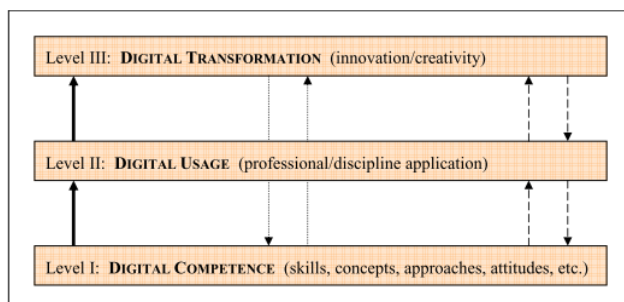 Level III: DIGITAL TRANSFORMATION (innovation/creativity)
Level II: DIGITAL USAGE (professional/discipline application)
Level I: DIGITAL COMPETENCE (skills, concepts, approaches, attitudes, etc.)